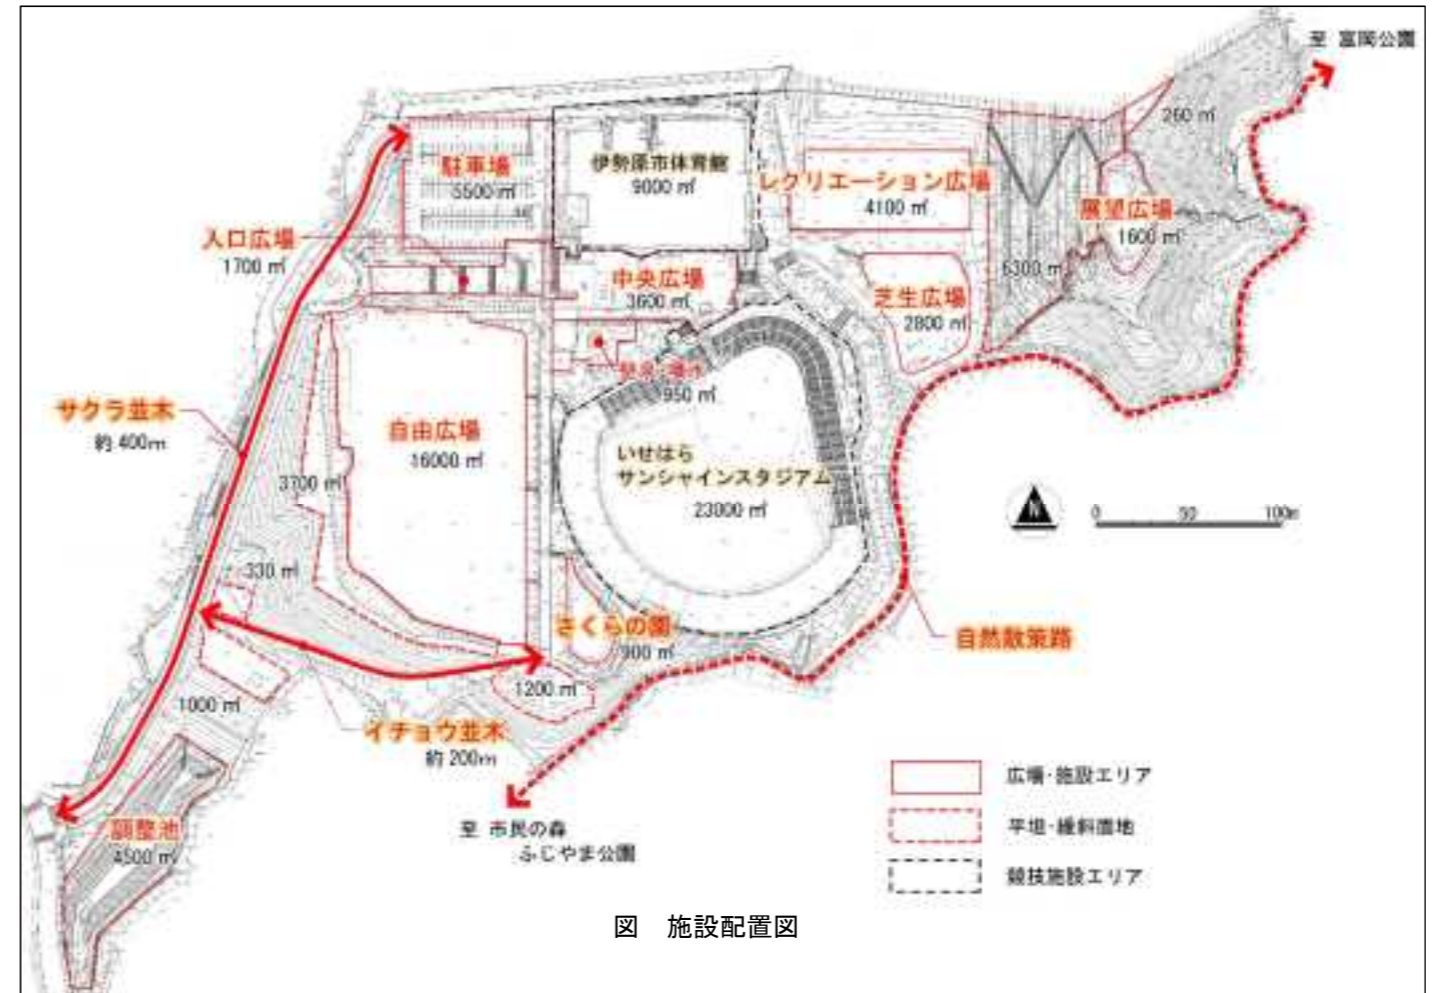 至 富岡公園
260 ㎡
駐車場
5500 ㎡
伊勢原市体育館
9000 ㎡
レクリエーション広場
4100 ㎡
展望広場
1600 ㎡
入口広場
1700 ㎡
中央広場
3600 ㎡
6300 ㎡
芝生広場
2800 ㎡
950 ㎡
サクラ並木
約 400m
自由広場
16000 ㎡
いせはら
サンシャインスタジアム
23000 ㎡
3700 ㎡
N
0 50 100m
330 ㎡
さくらの園
900 ㎡
自然散策路
1200 ㎡
1000 ㎡
イチョウ並木
約 200m
調整池
4500 ㎡
至 市民の森
ふじやま公園
広場・施設エリア
平坦・緩斜面地
競技施設エリア
図 施設配置図